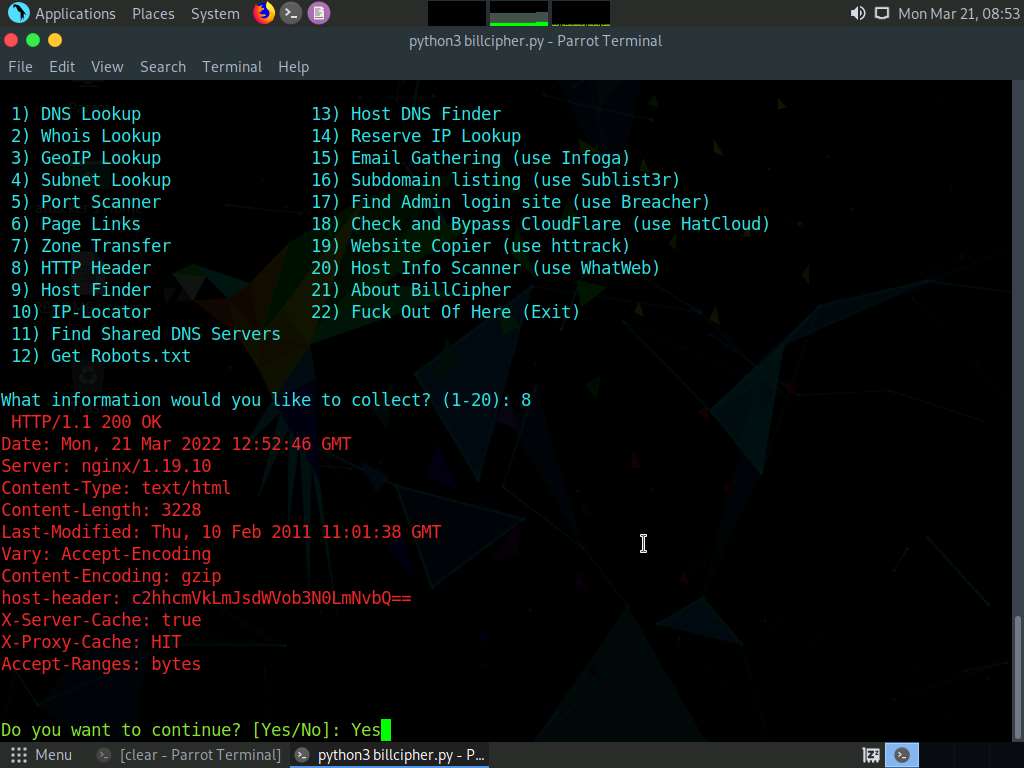 Applications Places System Mon Mar 21, 08:53
python3 billcipher.py - Parrot Terminal
File Edit View Search Terminal Help
1) DNS Lookup 13) Host DNS Finder
2) Whois Lookup 14) Reserve IP Lookup
3) GeoIP Lookup 15) Email Gathering (use Infoga)
4) Subnet Lookup 16) Subdomain listing (use Sublist3r)
5) Port Scanner 17) Find Admin login site (use Breacher)
6) Page Links 18) Check and Bypass CloudFlare (use HatCloud)
7) Zone Transfer 19) Website Copier (use httrack)
8) HTTP Header 20) Host Info Scanner (use WhatWeb)
9) Host Finder 21) About BillCipher
10) IP-Locator 22) Fuck Out Of Here (Exit)
11) Find Shared DNS Servers
12) Get Robots.txt
What information would you like to collect? (1-20): 8
HTTP/1.1 200 OK
Date: Mon, 21 Mar 2022 12:52:46 GMT
Server: nginx/1.19.10
Content-Type: text/html
Content-Length: 3228
Last-Modified: Thu, 10 Feb 2011 11:01:38 GMT
Vary: Accept-Encoding
Content-Encoding: gzip
host-header: c2hhcmVkLmJsdWVob3N0LmNvbQ==
X-Server-Cache: true
X-Proxy-Cache: HIT
Accept-Ranges: bytes
Do you want to continue? [Yes/No]: Yes
Menu [clear - Parrot Terminal] python3 billcipher.py - P...